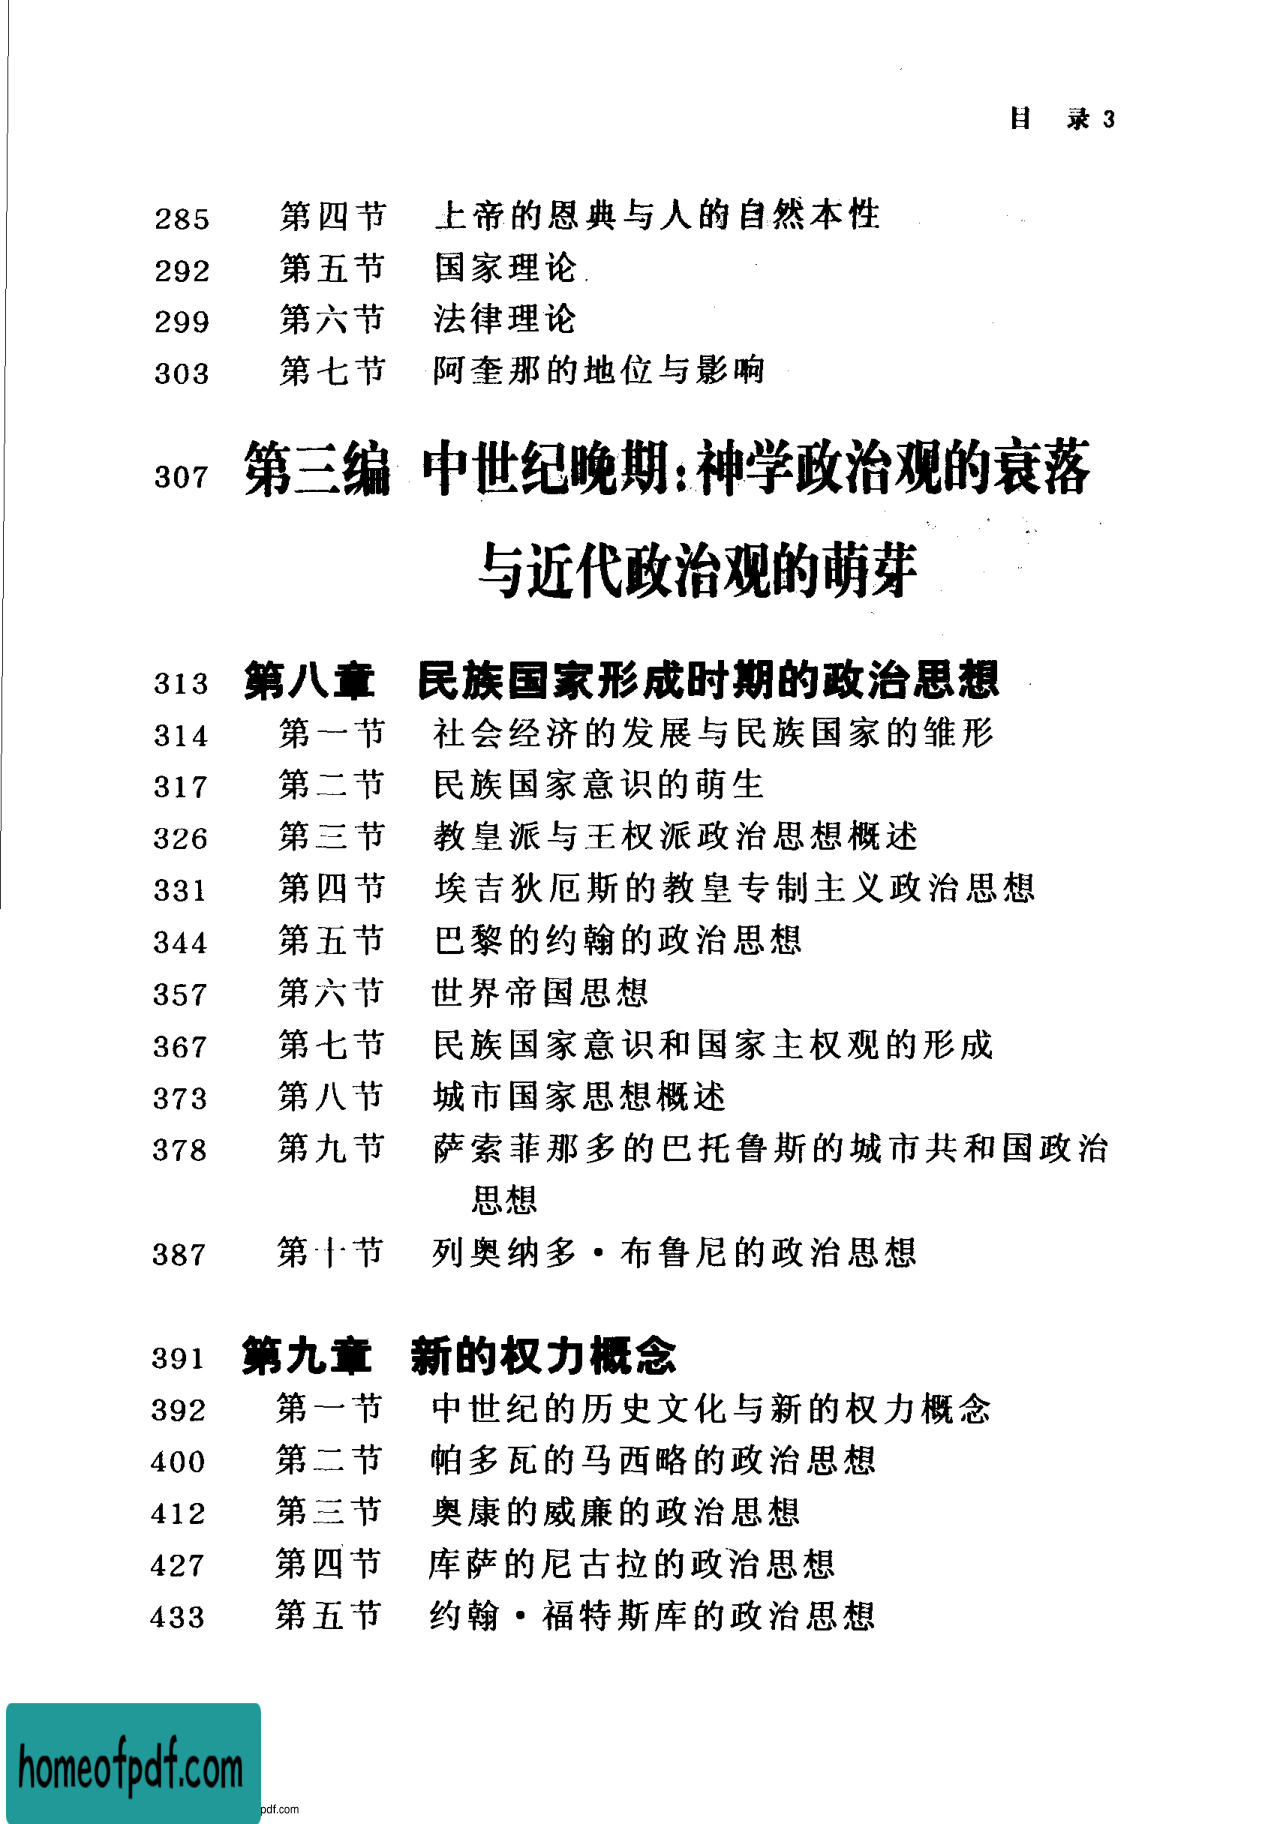 目 录 3
285 第四节 上帝的恩典与人的自然本性
292 第五节 国家理论
299 第六节 法律理论
303 第七节 阿奎那的地位与影响
307 第三编 中世纪晚期:神学政治观的衰落
与近代政治观的萌芽
313 第八章 民族国家形成时期的政治思想
314 第一节 社会经济的发展与民族国家的雏形
317 第二节 民族国家意识的萌生
326 第三节 教皇派与王权派政治思想概述
331 第四节 埃吉狄厄斯的教皇专制主义政治思想
344 第五节 巴黎的约翰的政治思想
357 第六节 世界帝国思想
367 第七节 民族国家意识和国家主权观的形成
373 第八节 城市国家思想概述
378 第九节 萨索菲那多的巴托鲁斯的城市共和国政治
思想
387 第十节 列奥纳多·布鲁尼的政治思想
391 第九章 新的权力概念
392 第一节 中世纪的历史文化与新的权力概念
400 第二节 帕多瓦的马西略的政治思想
412 第三节 奥康的威廉的政治思想
427 第四节 库萨的尼古拉的政治思想
433 第五节 约翰·福特斯库的政治思想
homeofpdf.com
pdf.com